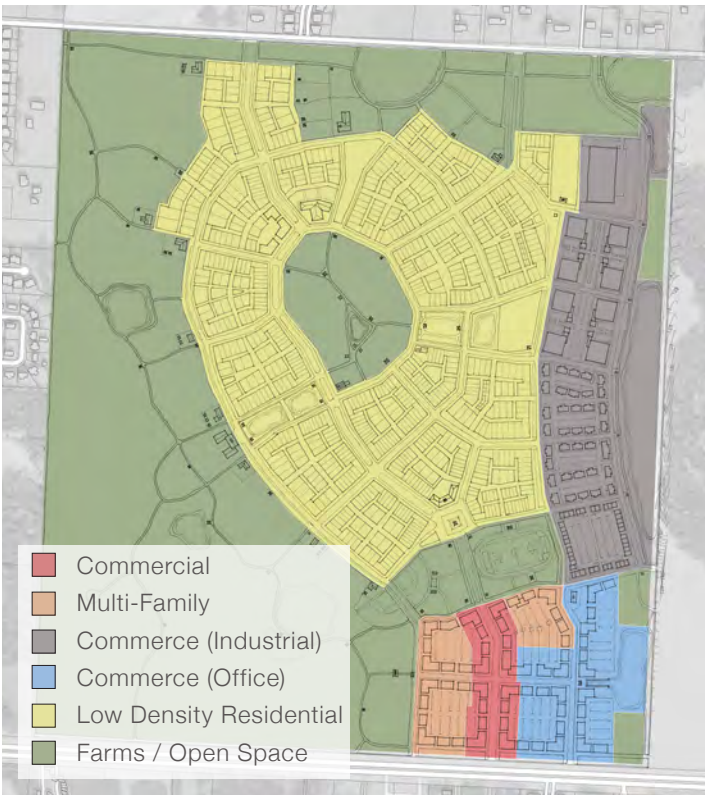 Commercial
Multi-Family
Commerce (Industrial)
Commerce (Office)
Low Density Residential
Farms / Open Space